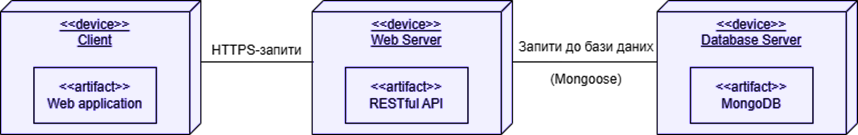 <<device>>
Client
<<artifact>>
Web application
HTTPS-запити
<<device>>
Web Server
<<artifact>>
RESTful API
Запити до бази даних
(Mongoose)
<<device>>
Database Server
<<artifact>>
MongoDB